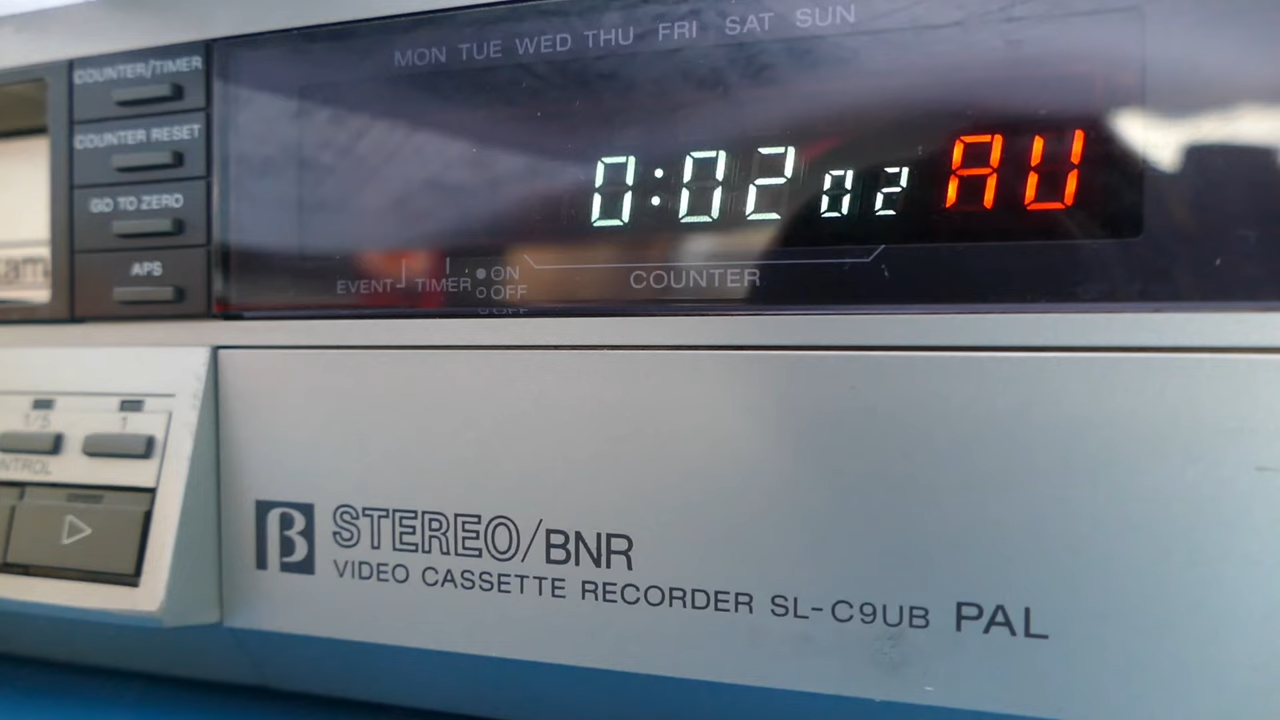 MON TUE WED THU FRI SAT SUN
COUNTER/TIMER
COUNTER RESET
GO TO ZERO
APS
0:02 02 AU
EVENT TIMER ON
OFF
COUNTER
1/5 1
β STEREO/BNR
VIDEO CASSETTE RECORDER SL-C9UB PAL